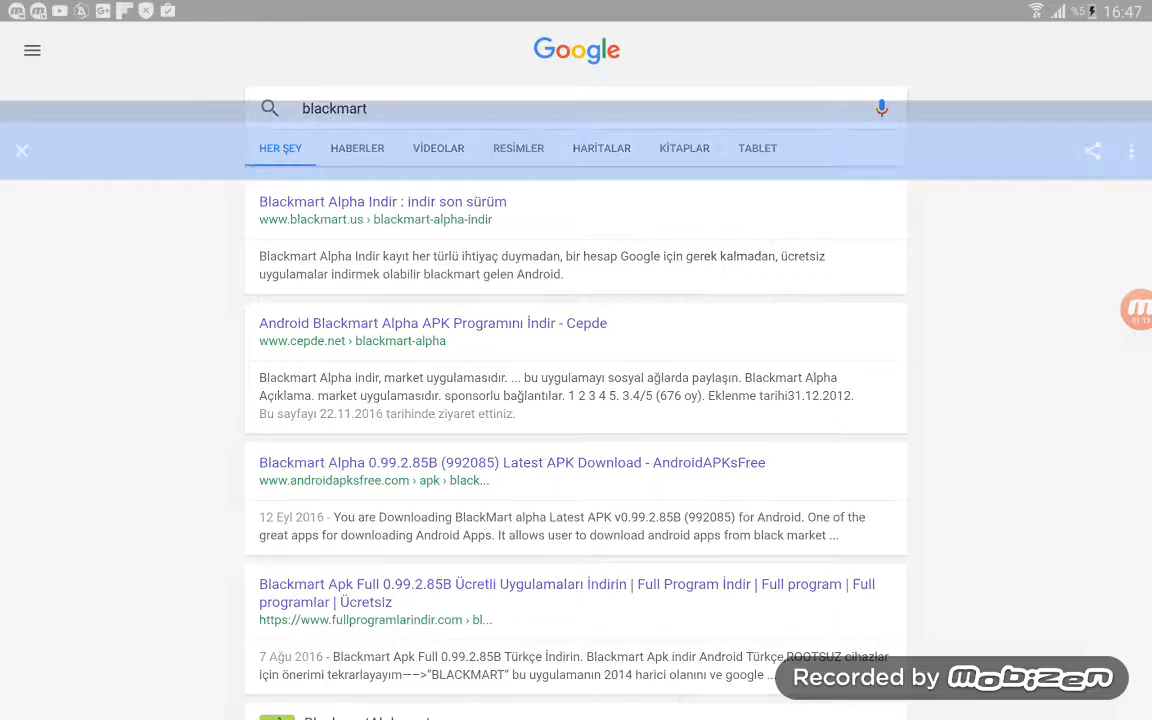 %5 16:47
Google
blackmart
HER ŞEY HABERLER VİDEOLAR RESİMLER HARİTALAR KİTAPLAR TABLET
Blackmart Alpha Indir : indir son sürüm
www.blackmart.us › blackmart-alpha-indir
Blackmart Alpha Indir kayıt her türlü ihtiyaç duymadan, bir hesap Google için gerek kalmadan, ücretsiz
uygulamalar indirmek olabilir blackmart gelen Android.
Android Blackmart Alpha APK Programını İndir - Cepde
www.cepde.net › blackmart-alpha
Blackmart Alpha indir, market uygulamasıdır. ... bu uygulamayı sosyal ağlarda paylaşın. Blackmart Alpha
Açıklama. market uygulamasıdır. sponsorlu bağlantılar. 1 2 3 4 5. 3.4/5 (676 oy). Eklenme tarihi31.12.2012.
Bu sayfayı 22.11.2016 tarihinde ziyaret ettiniz.
Blackmart Alpha 0.99.2.85B (992085) Latest APK Download - AndroidAPKsFree
www.androidapksfree.com › apk › black...
12 Eyl 2016 - You are Downloading BlackMart alpha Latest APK v0.99.2.85B (992085) for Android. One of the
great apps for downloading Android Apps. It allows user to download android apps from black market ...
Blackmart Apk Full 0.99.2.85B Ücretli Uygulamaları İndirin | Full Program İndir | Full program | Full
programlar | Ücretsiz
https://www.fullprogramlarindir.com › bl...
7 Ağu 2016 - Blackmart Apk Full 0.99.2.85B Türkçe İndirin. Blackmart Apk indir Android Türkçe ROOTSUZ cihazlar
için önerimi tekrarlayayım—–>"BLACKMART" bu uygulamanın 2014 harici olanını ve google ...
Recorded by mobizen